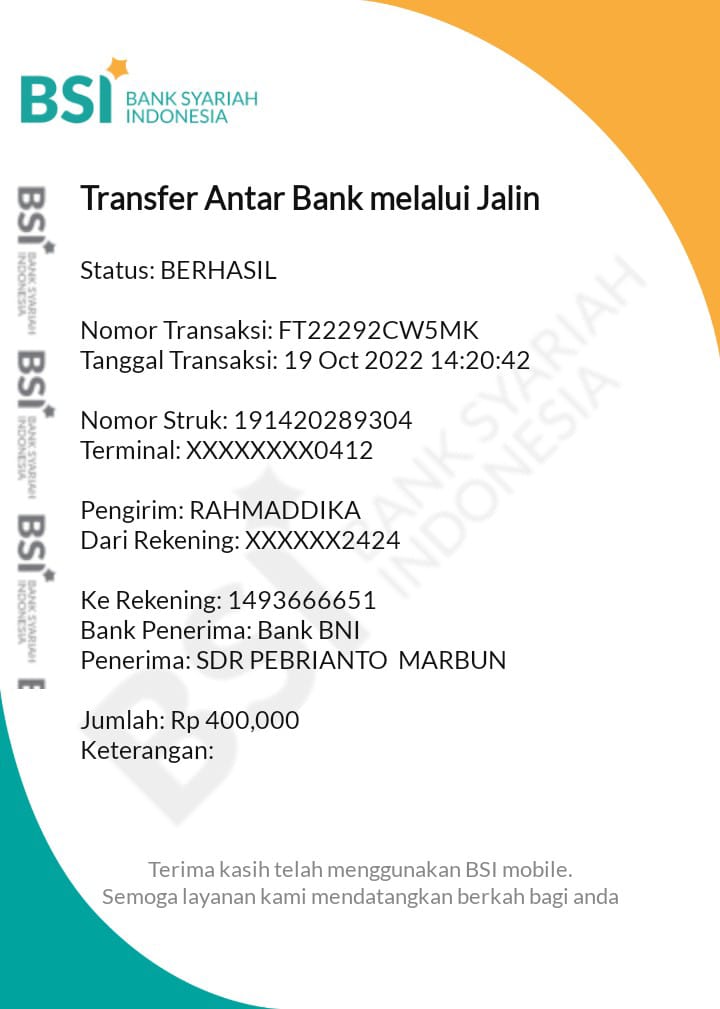 BSI BANK SYARIAH
INDONESIA
Transfer Antar Bank melalui Jalin
Status: BERHASIL
Nomor Transaksi: FT22292CW5MK
Tanggal Transaksi: 19 Oct 2022 14:20:42
Nomor Struk: 191420289304
Terminal: XXXXXXXX0412
Pengirim: RAHMADDIKA
Dari Rekening: XXXXXX2424
Ke Rekening: 1493666651
Bank Penerima: Bank BNI
Penerima: SDR PEBRIANTO  MARBUN
Jumlah: Rp 400,000
Keterangan:
Terima kasih telah menggunakan BSI mobile.
Semoga layanan kami mendatangkan berkah bagi anda
BSI BANK SYARIAH
INDONESIA
BSI BANK SYARIAH
INDONESIA
BSI BANK SYARIAH
INDONESIA
BSI BANK SYARIAH
INDONESIA